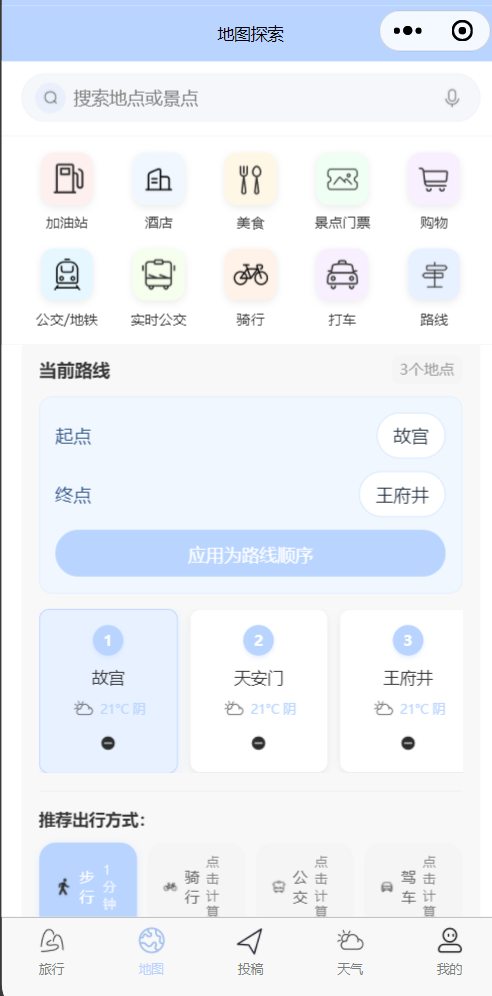 地图探索
搜索地点或景点
加油站 酒店 美食 景点门票 购物
公交/地铁 实时公交 骑行 打车 路线
当前路线 3个地点
起点 故宫
终点 王府井
应用为路线顺序
1 2 3
故宫 天安门 王府井
21°C 阴 21°C 阴 21°C 阴
推荐出行方式:
步行 1分钟 骑行 点击计算 公交 点击计算 驾车 点击计算
旅行 地图 投稿 天气 我的